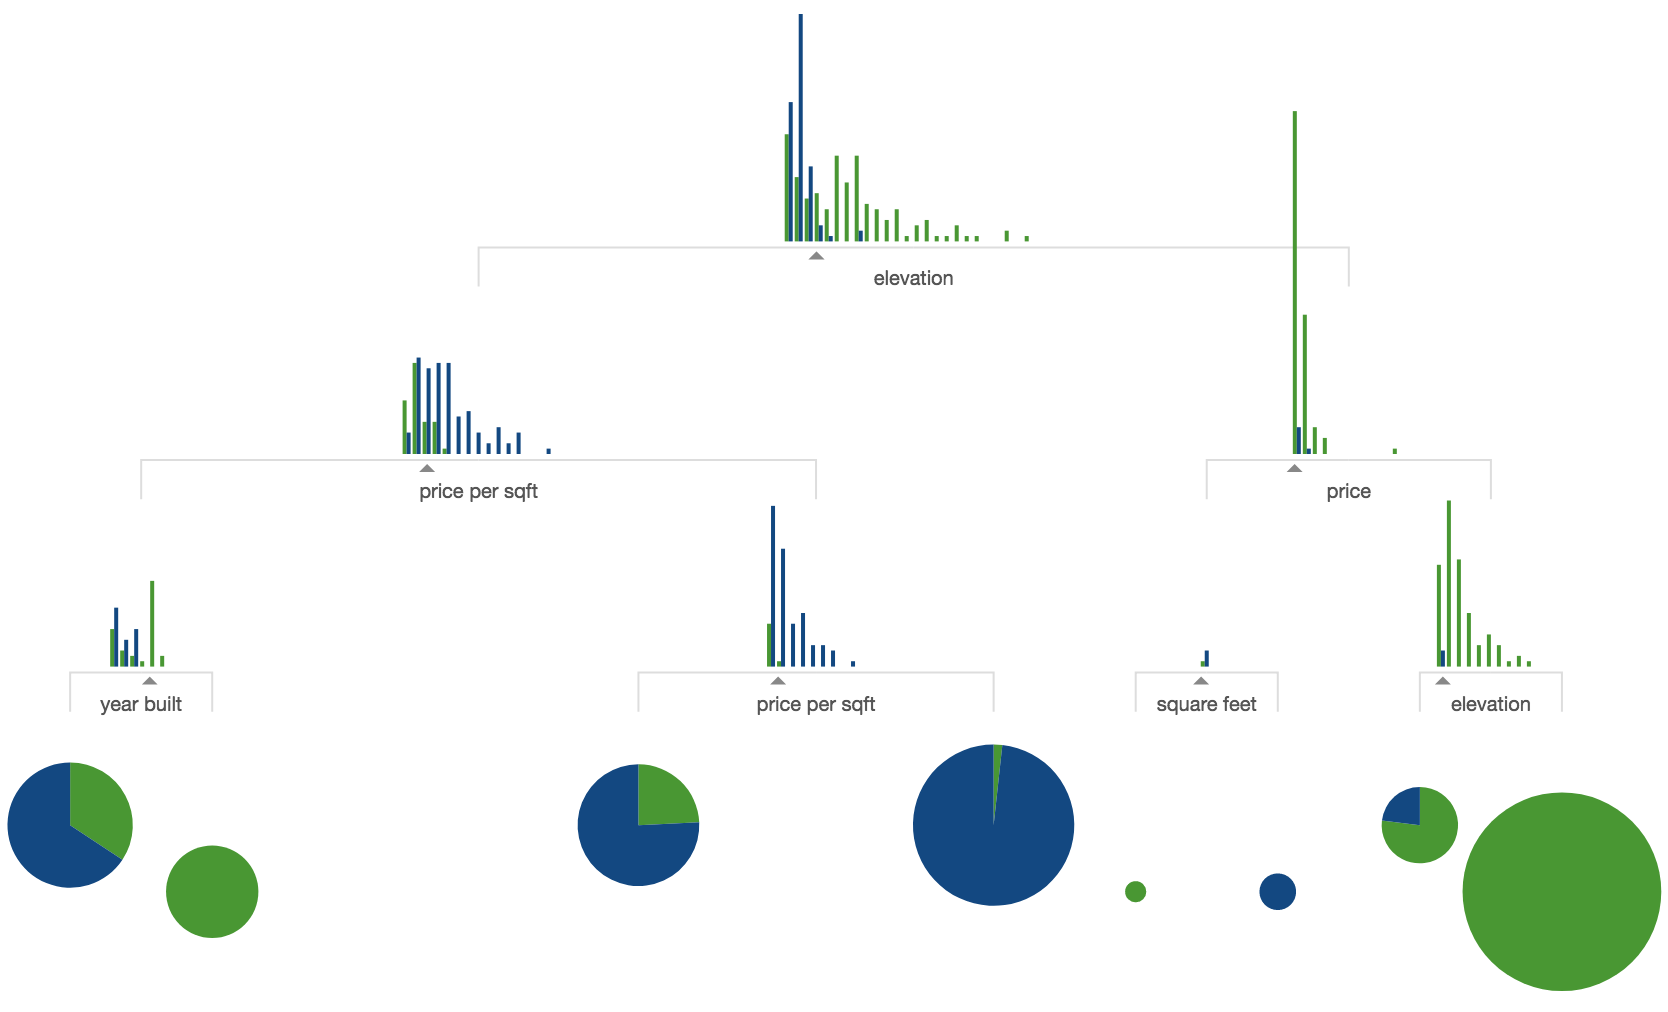 elevation
price per sqft
price
year built
price per sqft
square feet
elevation